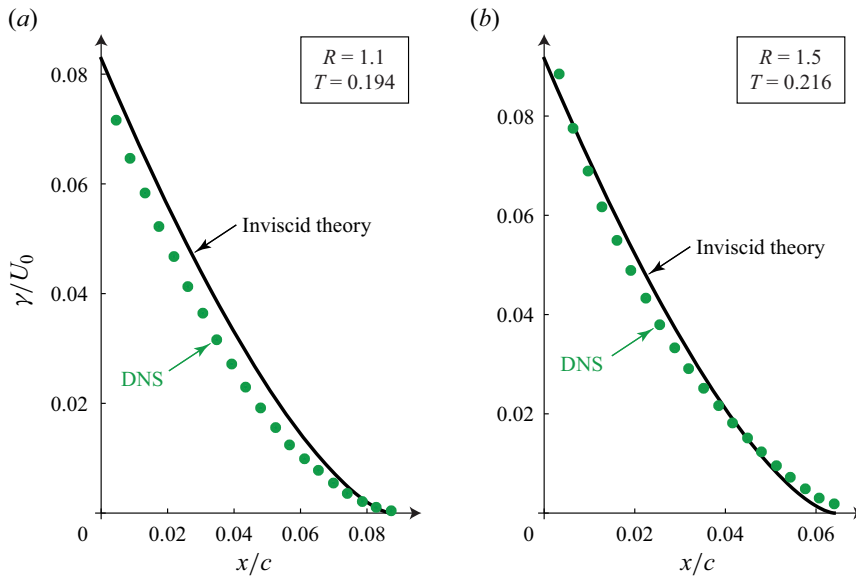 (a)
R = 1.1
T = 0.194
0.08
0.06
0.04
0.02
γ/U₀
Inviscid theory
DNS
0
0.02
0.04
0.06
0.08
x/c
(b)
R = 1.5
T = 0.216
0.08
0.06
0.04
0.02
Inviscid theory
DNS
0
0.02
0.04
0.06
x/c